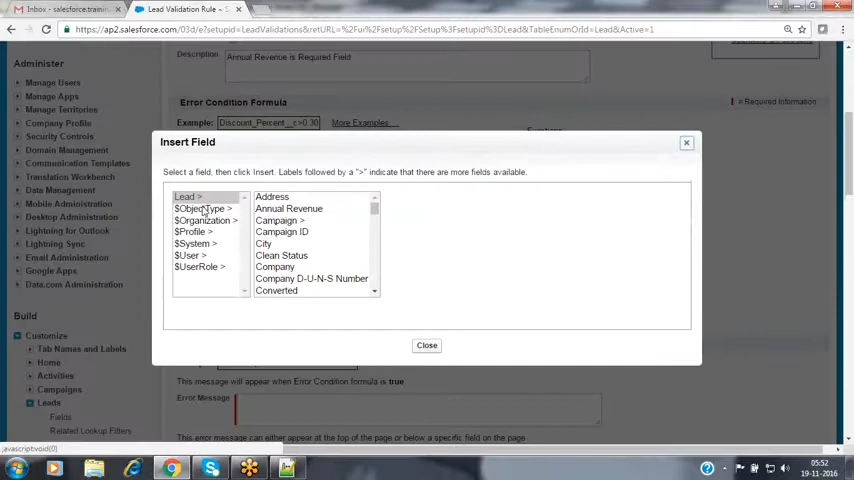 Inbox - salesforce.trainin
Lead Validation Rule ~ S
https://ap2.salesforce.com/03d/e?setupid=LeadValidations&retURL=%2Fui%2Fsetup%2FSetup%3Fsetupid%3DLead&TableEnumOrId=Lead&Active=1
Description
Annual Revenue is Required Field
Administer
Manage Users
Manage Apps
Manage Territories
Company Profile
Security Controls
Domain Management
Communication Templates
Translation Workbench
Data Management
Mobile Administration
Desktop Administration
Lightning for Outlook
Lightning Sync
Email Administration
Google Apps
Data.com Administration
Build
Customize
Tab Names and Labels
Home
Activities
Campaigns
Leads
Fields
Related Lookup Filters
Error Condition Formula
= Required Information
Example:
Discount_Percent__c>0.30
More Examples ...
Insert Field
Select a field, then click Insert. Labels followed by a ">" indicate that there are more fields available.
Lead >
$ObjectType >
$Organization >
$Profile >
$System >
$User >
$UserRole >
Address
Annual Revenue
Campaign >
Campaign ID
City
Clean Status
Company
Company D-U-N-S Number
Converted
Close
This message will appear when Error Condition formula is true
Error Message
This error message can either appear at the top of the page or below a specific field on the page
javascript:void(0)
05:52
19-11-2016